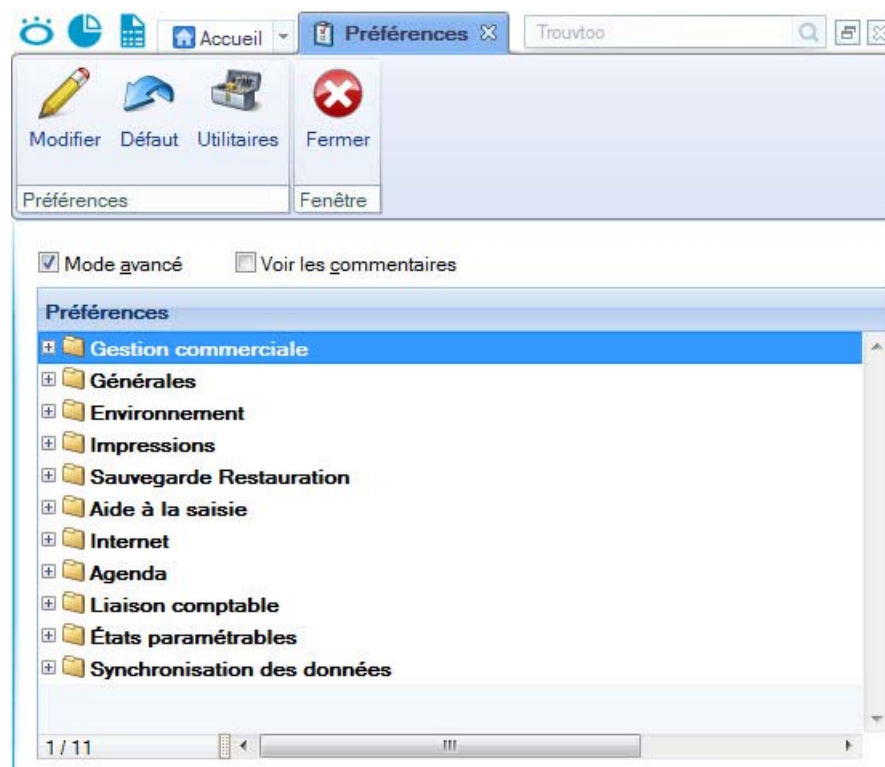 Accueil Préférences Trouvtoo
Modifier Défaut Utilitaires Fermer
Préférences Fenêtre
Mode avancé Voir les commentaires
Préférences
Gestion commerciale
Générales
Environnement
Impressions
Sauvegarde Restauration
Aide à la saisie
Internet
Agenda
Liaison comptable
États paramétrables
Synchronisation des données
1 / 11